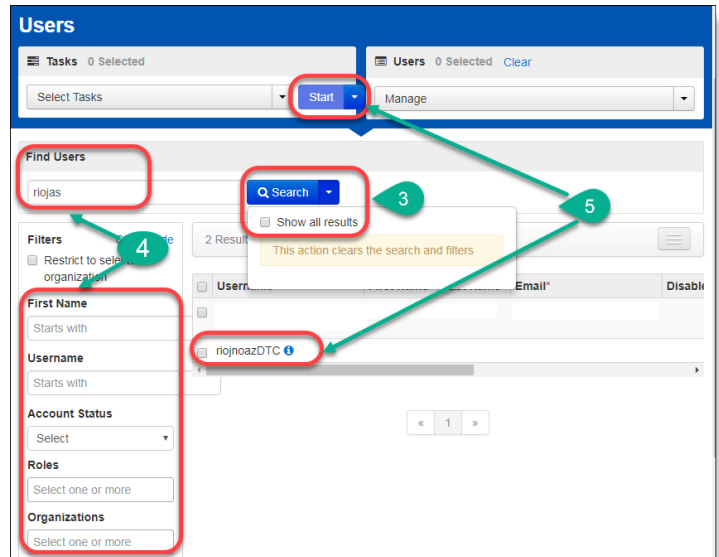 Users
Tasks 0 Selected
Users 0 Selected Clear
Select Tasks
Start
Manage
Find Users
riojas
Search
3
Show all results
This action clears the search and filters
5
Filters
4
2 Result
Restrict to
organization
Username
Email*
Disable
First Name
Starts with
riojnoazDTC
Username
Starts with
Account Status
Select
« 1 »
Roles
Select one or more
Organizations
Select one or more